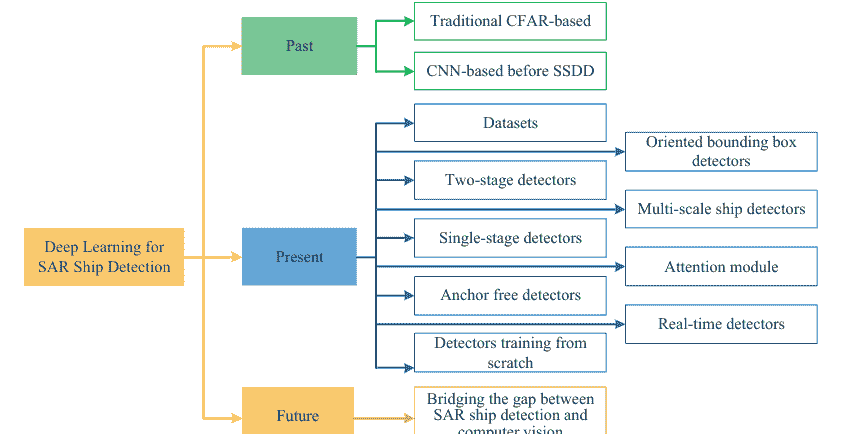 Deep Learning for
SAR Ship Detection
Past
Traditional CFAR-based
CNN-based before SSDD
Present
Datasets
Oriented bounding box
detectors
Two-stage detectors
Multi-scale ship detectors
Single-stage detectors
Attention module
Anchor free detectors
Real-time detectors
Detectors training from
scratch
Future
Bridging the gap between
SAR ship detection and
computer vision